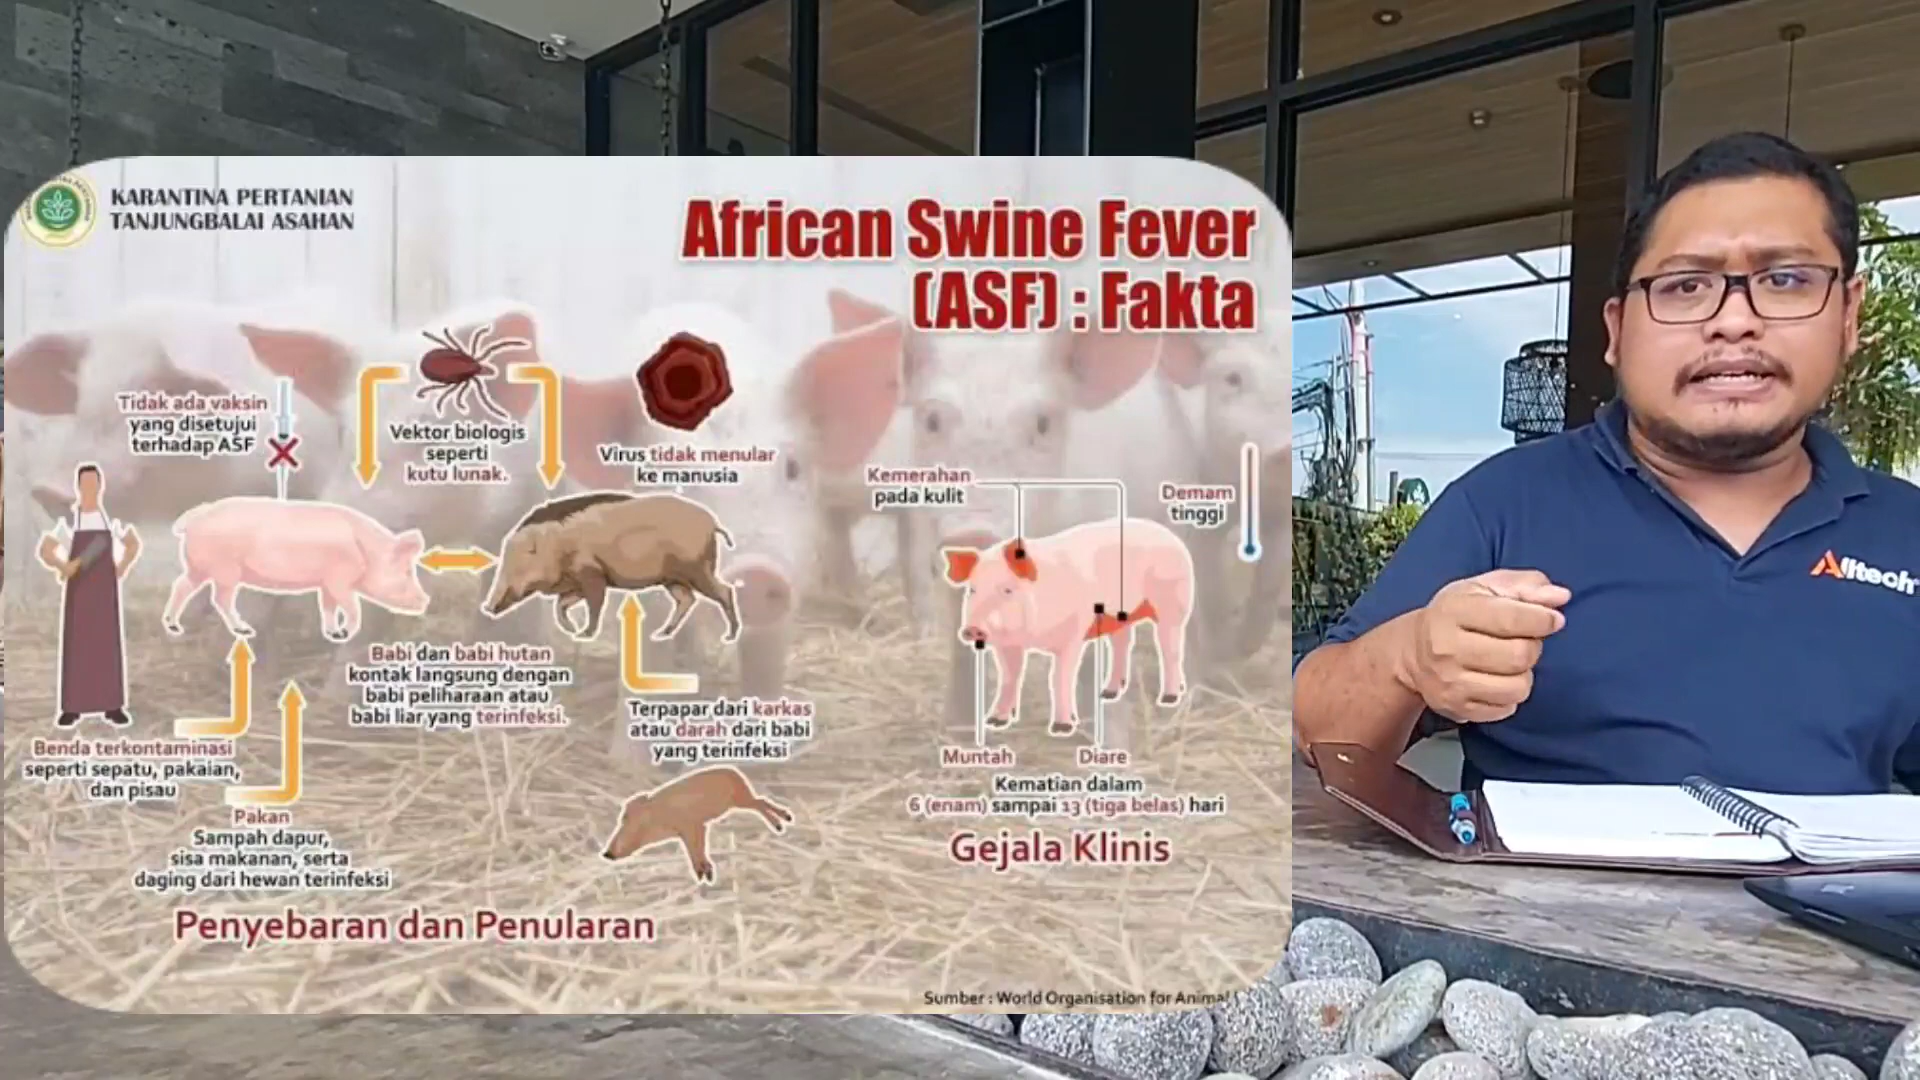 KARANTINA PERTANIAN
TANJUNGBALAI ASAHAN
African Swine Fever
(ASF) : Fakta
Tidak ada vaksin
yang disetujui
terhadap ASF
Vektor biologis
seperti
kutu lunak.
Virus tidak menular
ke manusia
Kemerahan
pada kulit
Demam
tinggi
Babi dan babi hutan
kontak langsung dengan
babi peliharaan atau
babi liar yang terinfeksi.
Terpapar dari karkas
atau darah dari babi
yang terinfeksi
Benda terkontaminasi
seperti sepatu, pakaian,
dan pisau
Pakan
Sampah dapur,
sisa makanan, serta
daging dari hewan terinfeksi
Penyebaran dan Penularan
Muntah
Diare
Kematian dalam
6 (enam) sampai 13 (tiga belas) hari
Gejala Klinis
Sumber : World Organisation for Animal
Alltech